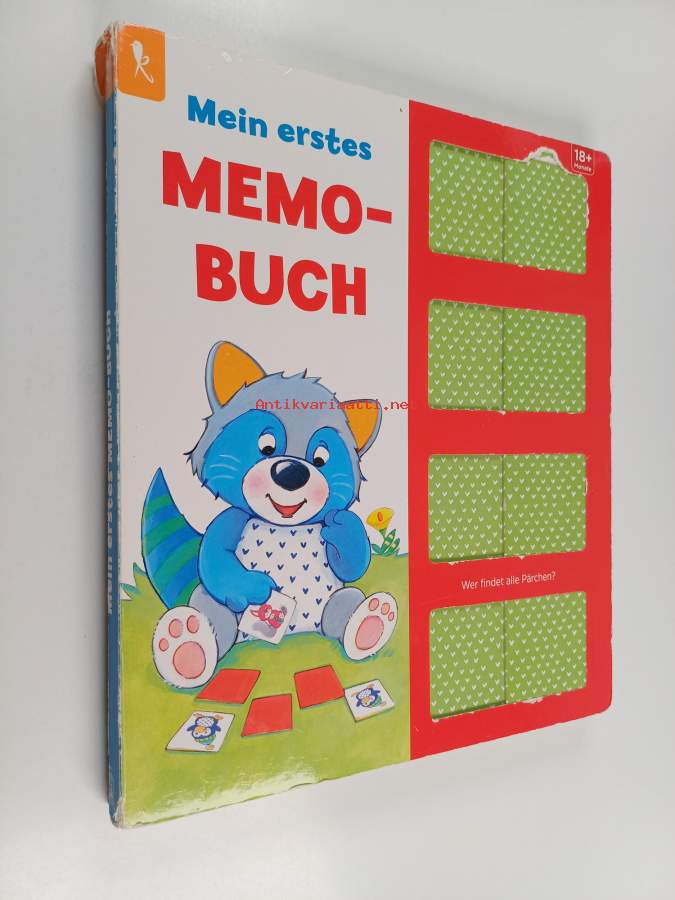 Mein erstes
MEMO-
BUCH
18+
Monate
Antikvariaatti.net
Wer findet alle Pärchen?
Mein erstes MEMO-BUCH